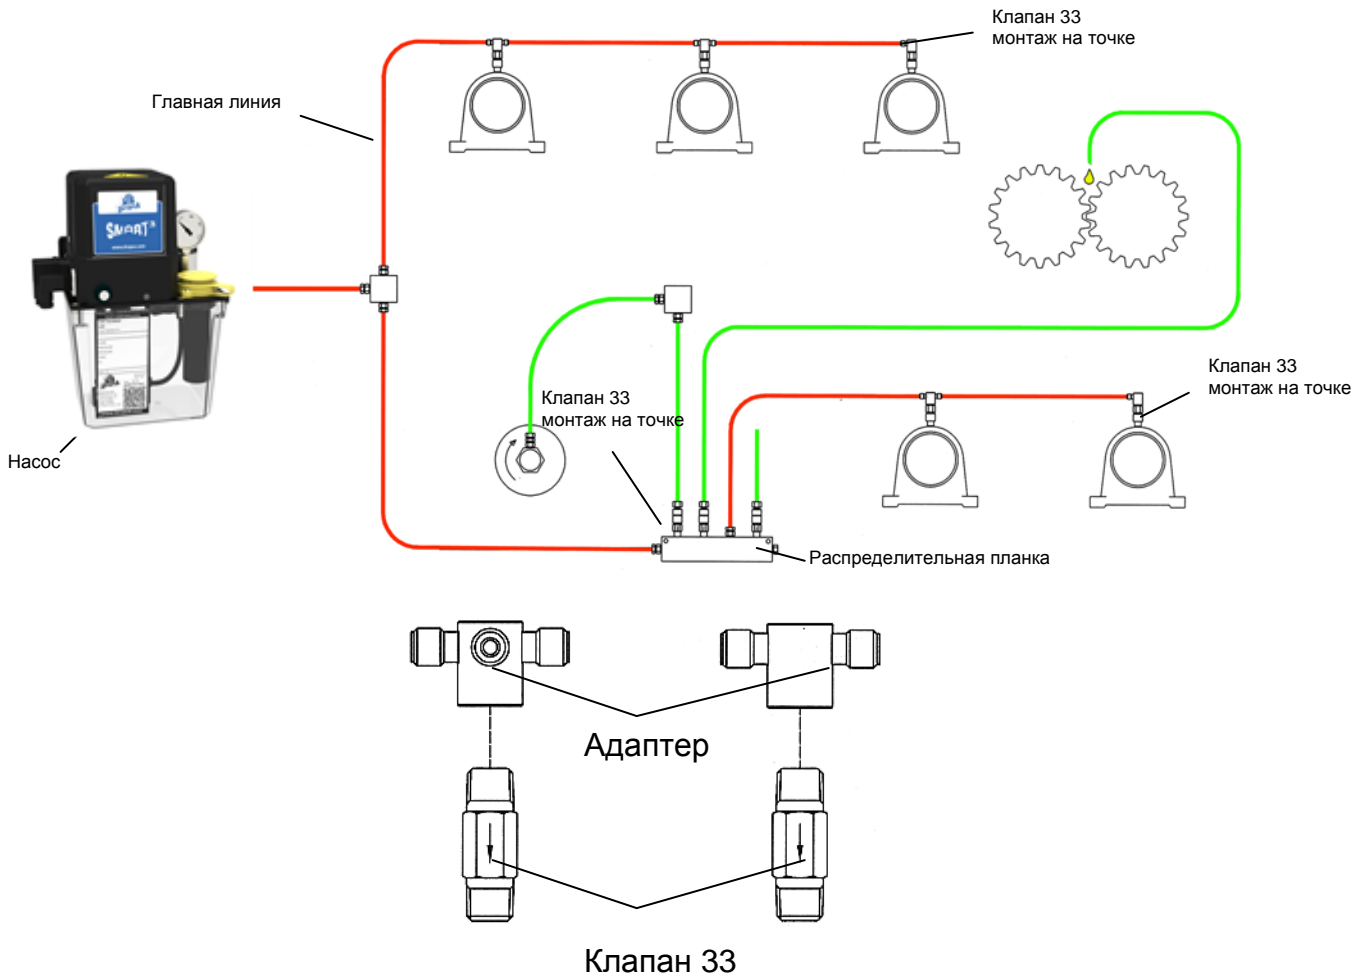 Клапан 33
монтаж на точке
Главная линия
SMART³
Клапан 33
монтаж на точке
Клапан 33
монтаж на точке
Насос
Распределительная планка
Адаптер
Клапан 33